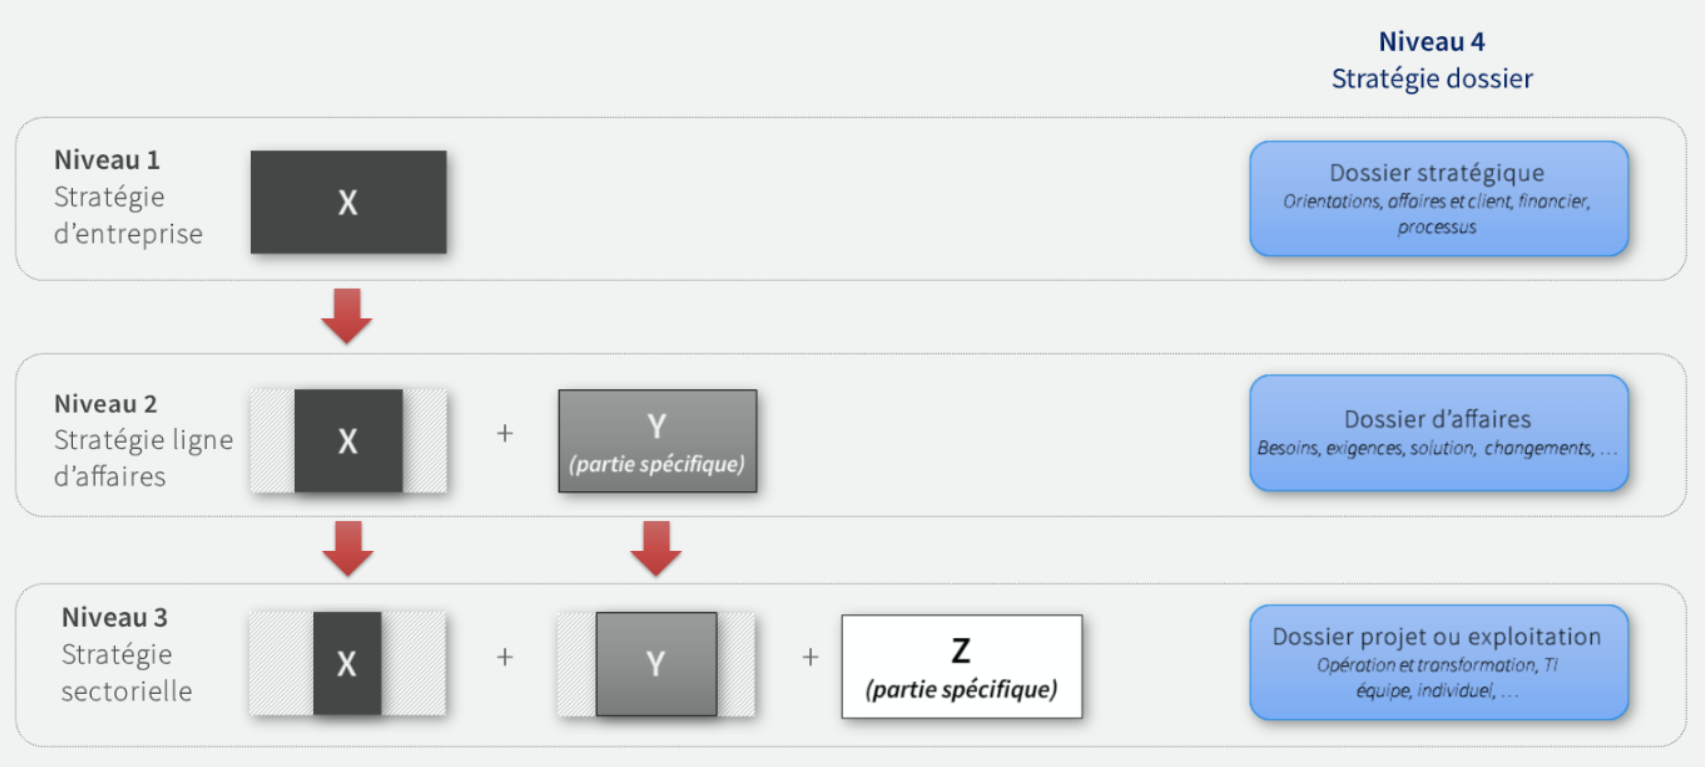 Niveau 4
Stratégie dossier
Niveau 1
Stratégie
d'entreprise
X
Dossier stratégique
Orientations, affaires et client, financier,
processus
Niveau 2
Stratégie ligne
d'affaires
X
+
Y
(partie spécifique)
Dossier d'affaires
Besoins, exigences, solution, changements, ...
Niveau 3
Stratégie
sectorielle
X
+
Y
+
Z
(partie spécifique)
Dossier projet ou exploitation
Opération et transformation, TI
équipe, individuel, ...